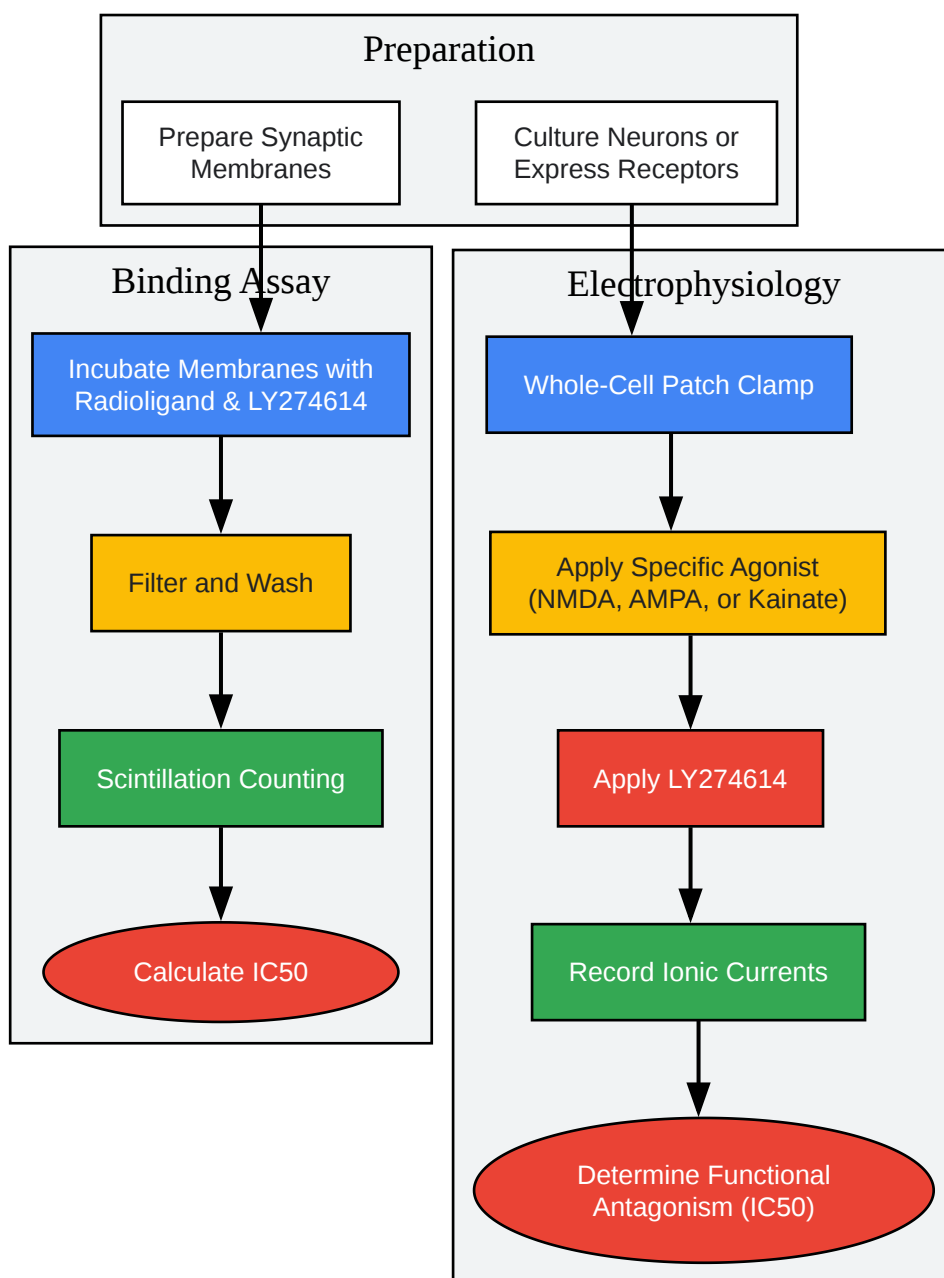 Preparation
Prepare Synaptic
Membranes
Culture Neurons or
Express Receptors
Binding Assay
Incubate Membranes with
Radioligand & LY274614
Filter and Wash
Scintillation Counting
Calculate IC50
Electrophysiology
Whole-Cell Patch Clamp
Apply Specific Agonist
(NMDA, AMPA, or Kainate)
Apply LY274614
Record Ionic Currents
Determine Functional
Antagonism (IC50)